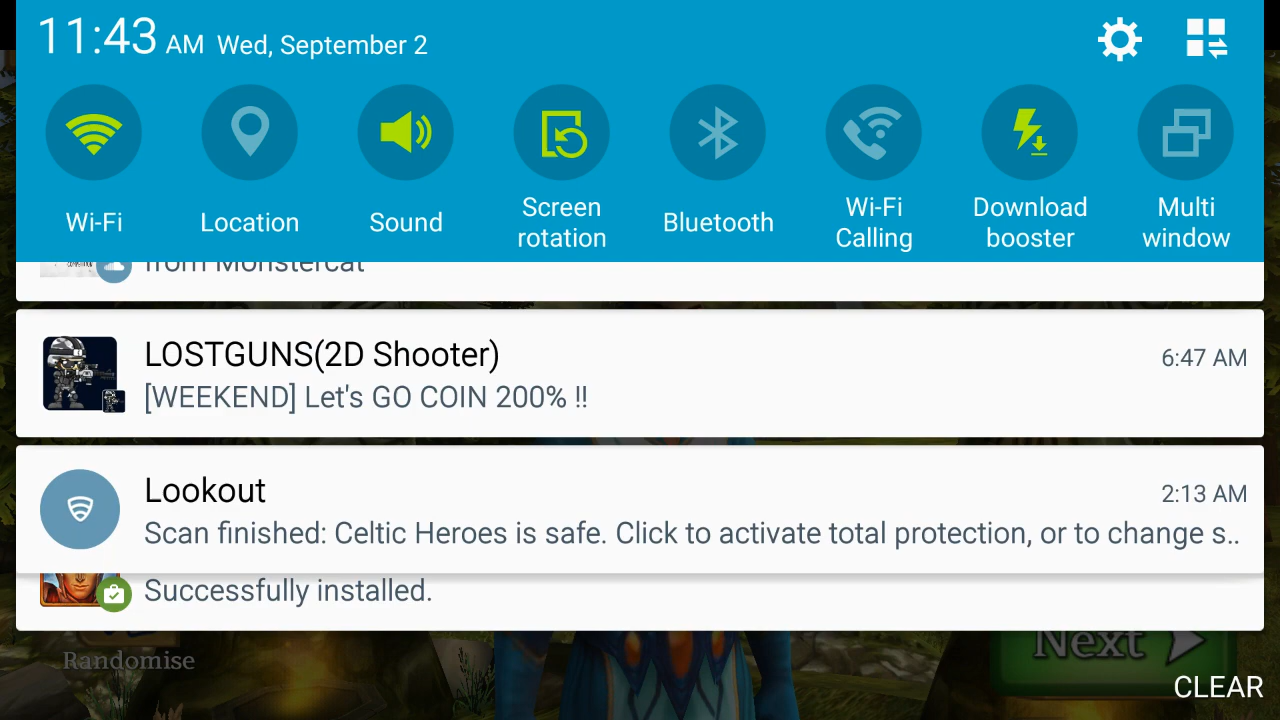 11:43 AM Wed, September 2
Wi-Fi
Location
Sound
Screen
rotation
Bluetooth
Wi-Fi
Calling
Download
booster
Multi
window
from Monstercat
LOSTGUNS(2D Shooter)
6:47 AM
[WEEKEND] Let's GO COIN 200% !!
Lookout
2:13 AM
Scan finished: Celtic Heroes is safe. Click to activate total protection, or to change s..
Successfully installed.
Next
Randomise
CLEAR